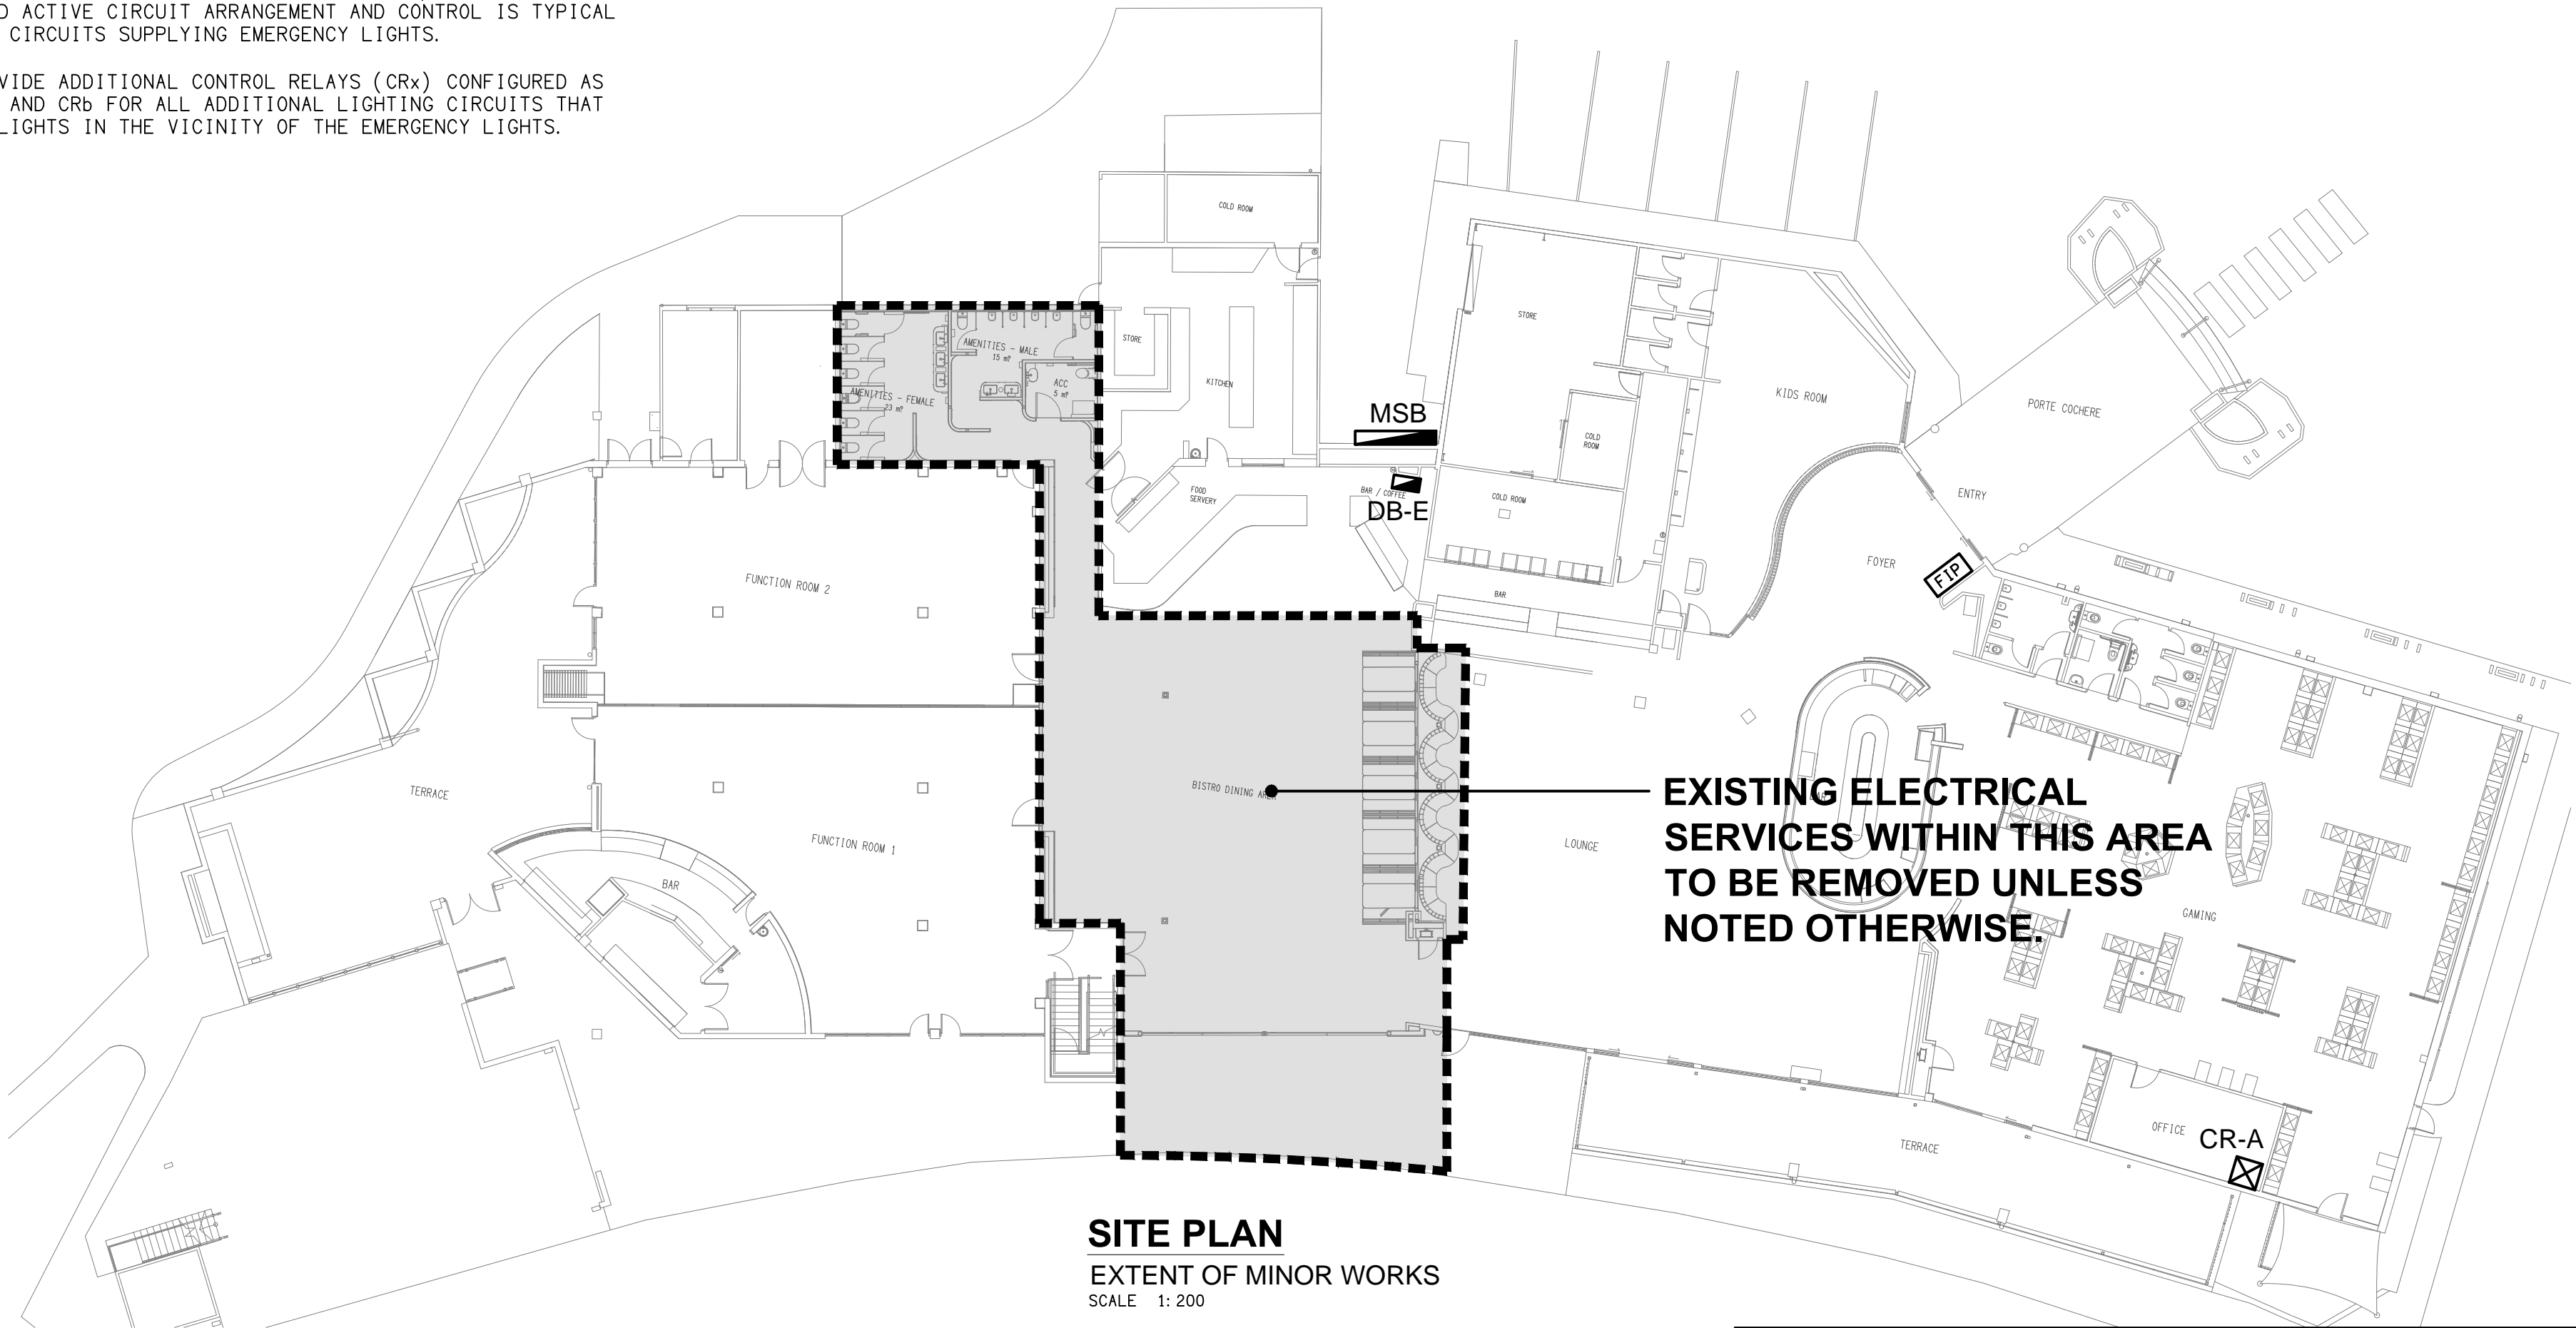 D ACTIVE CIRCUIT ARRANGEMENT AND CONTROL IS TYPICAL
CIRCUITS SUPPLYING EMERGENCY LIGHTS.
VIDE ADDITIONAL CONTROL RELAYS (CRx) CONFIGURED AS
AND CRb FOR ALL ADDITIONAL LIGHTING CIRCUITS THAT
LIGHTS IN THE VICINITY OF THE EMERGENCY LIGHTS.
COLD ROOM
STORE
AMENITIES - MALE
15 m²
STORE
KITCHEN
ACC
5 m²
AMENITIES - FEMALE
23 m²
KIDS ROOM
PORTE COCHERE
MSB
COLD
ROOM
FOOD
SERVERY
BAR / COFFEE
DB-E
COLD ROOM
ENTRY
FOYER
FIP
FUNCTION ROOM 2
BAR
TERRACE
BISTRO DINING AREA
EXISTING ELECTRICAL
SERVICES WITHIN THIS AREA
TO BE REMOVED UNLESS
NOTED OTHERWISE.
FUNCTION ROOM 1
LOUNGE
BAR
GAMING
OFFICE
CR-A
TERRACE
SITE PLAN
EXTENT OF MINOR WORKS
SCALE 1:200